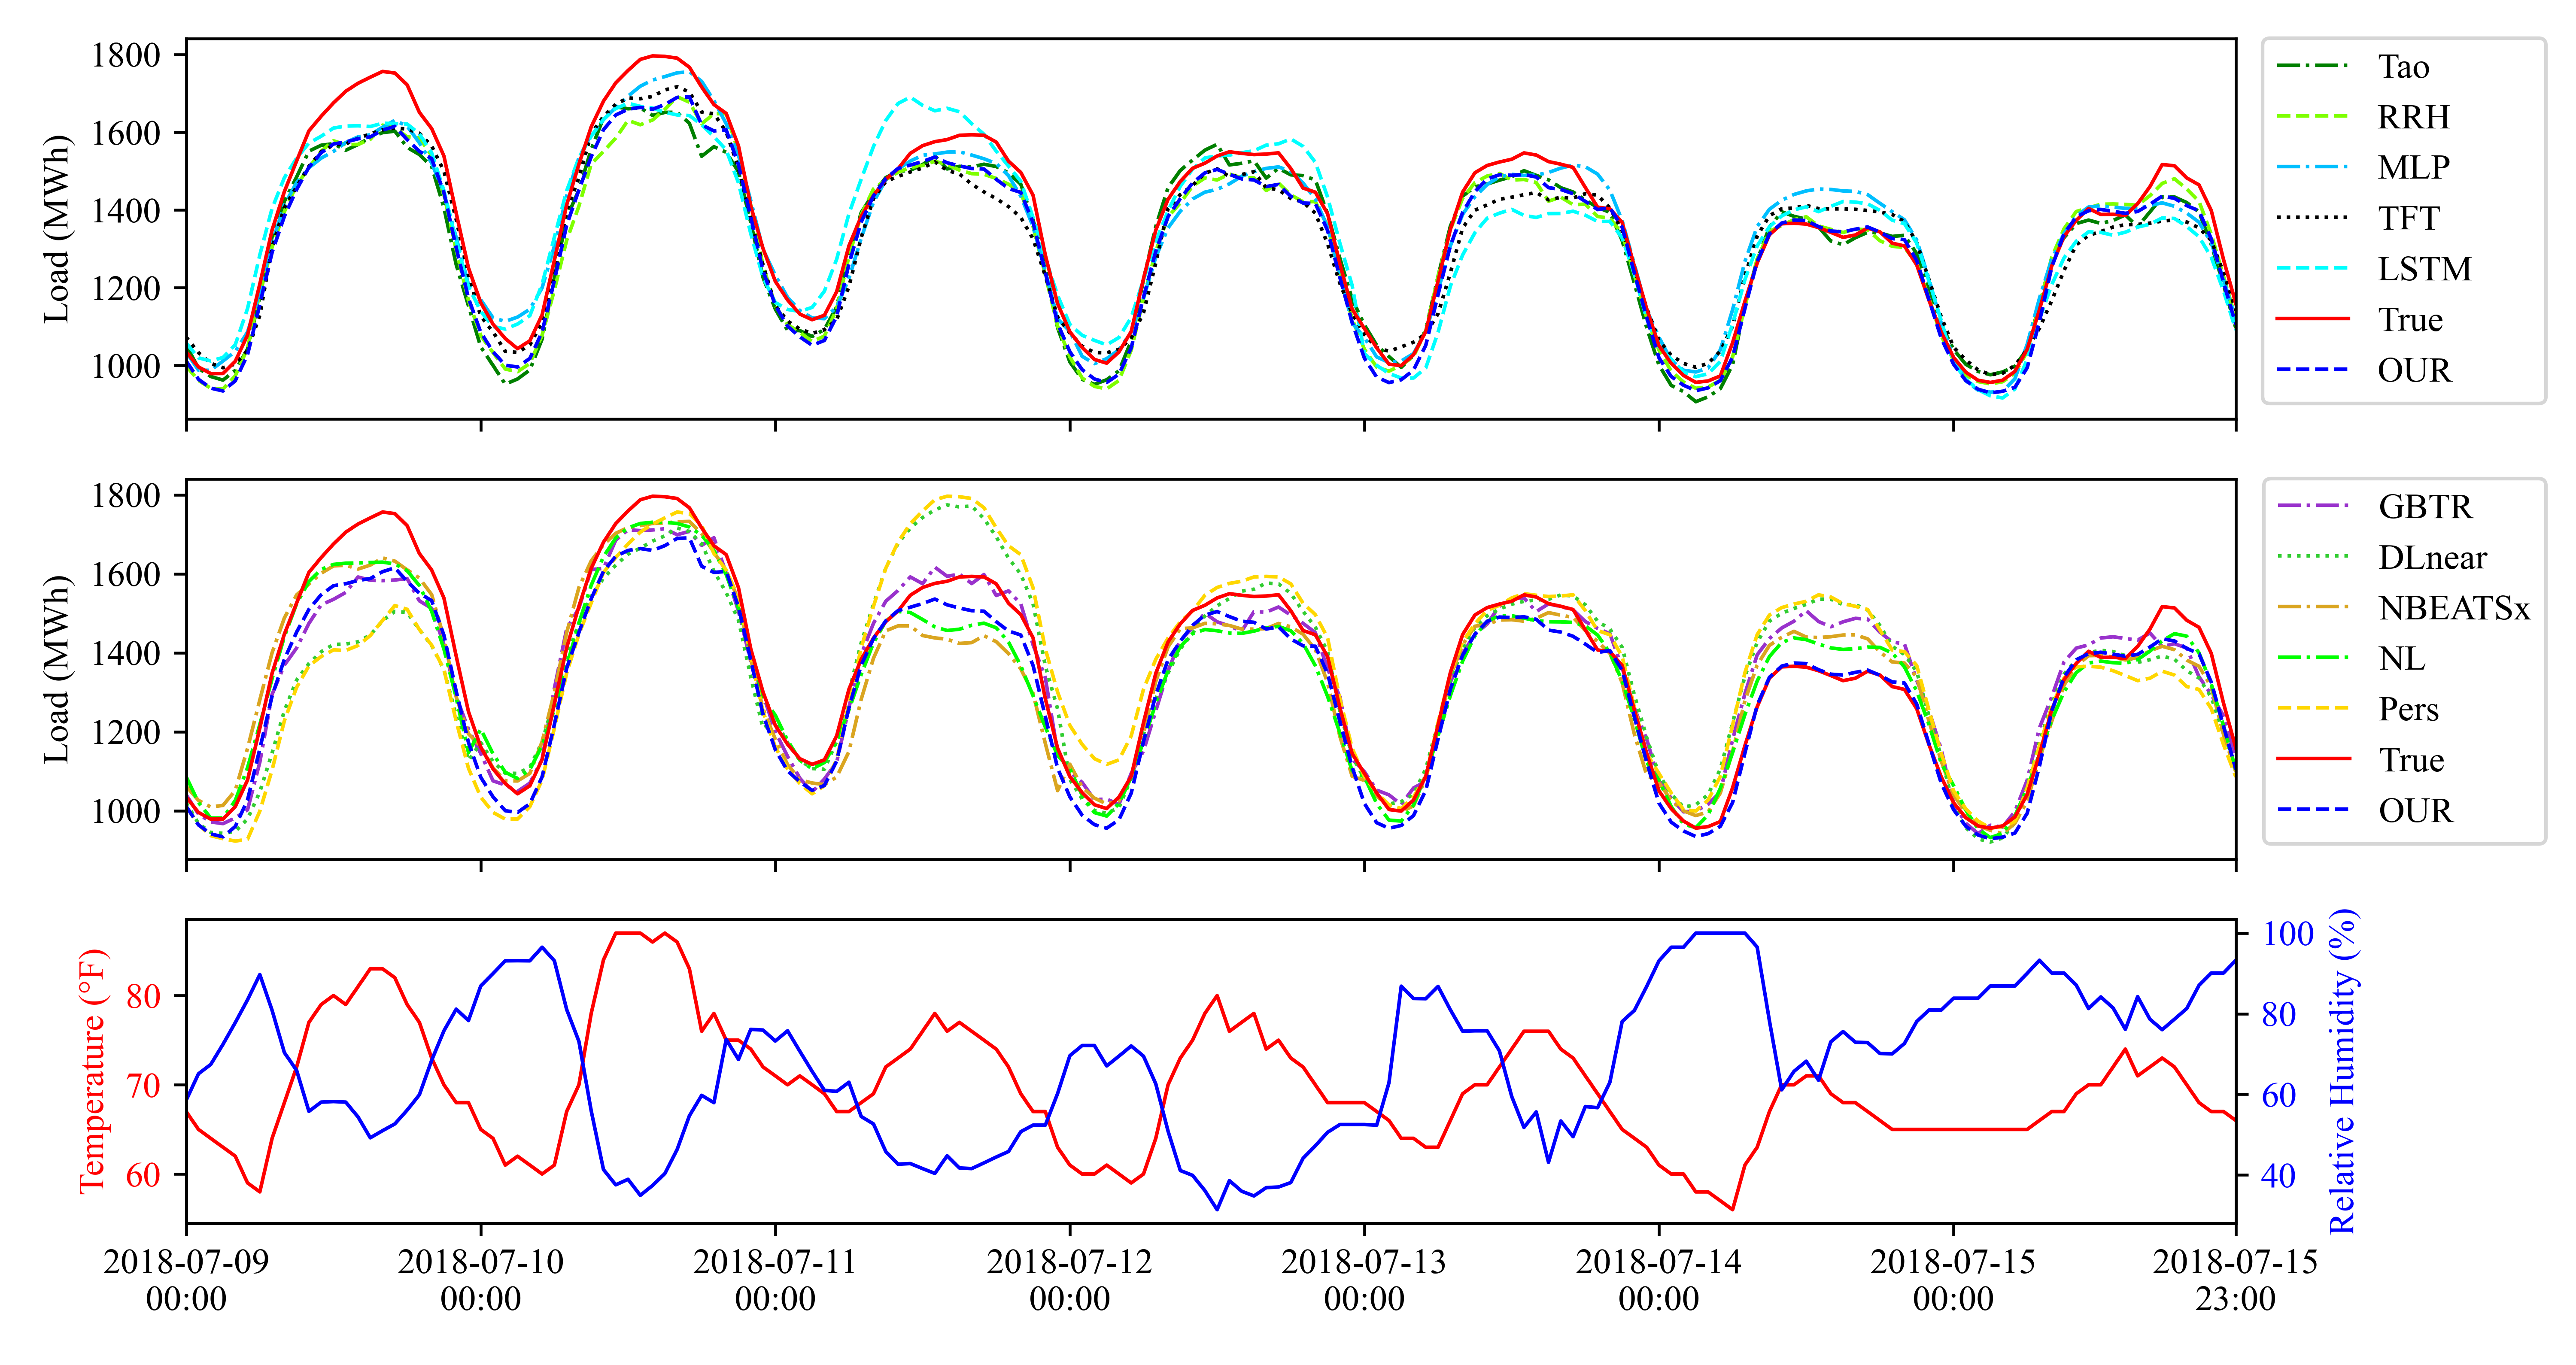 Load (MWh)
1800
1600
1400
1200
1000
Tao
RRH
MLP
TFT
LSTM
True
OUR
Load (MWh)
1800
1600
1400
1200
1000
GBTR
DLnear
NBEATSx
NL
Pers
True
OUR
Temperature (°F)
80
70
60
100
80
60
40
Relative Humidity (%)
2018-07-09 2018-07-10 2018-07-11 2018-07-12 2018-07-13 2018-07-14 2018-07-15 2018-07-15
00:00 00:00 00:00 00:00 00:00 00:00 00:00 23:00